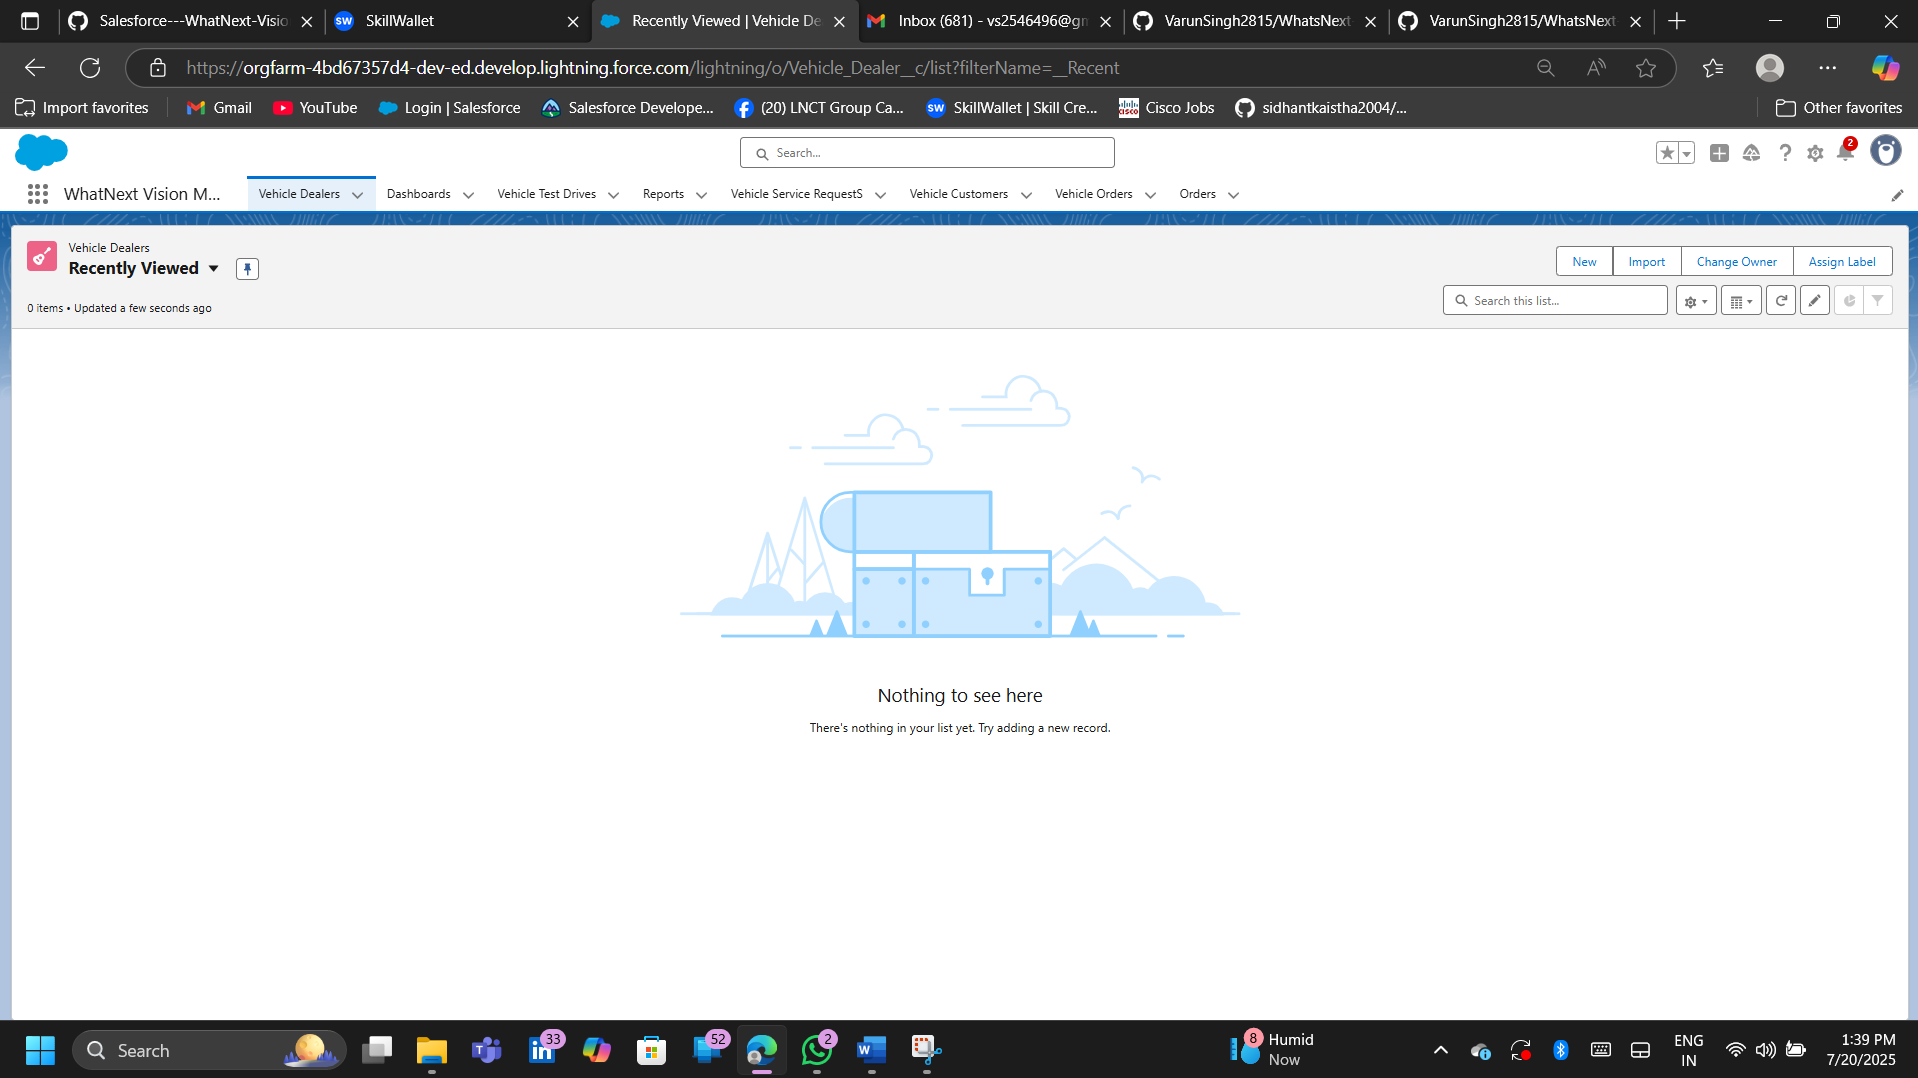 Salesforce---WhatNext-Visio
SkillWallet
Recently Viewed | Vehicle De
Inbox (681) - vs2546496@gm
VarunSingh2815/WhatsNext-
VarunSingh2815/WhatsNext-
https://orgfarm-4bd67357d4-dev-ed.develop.lightning.force.com/lightning/o/Vehicle_Dealer__c/list?filterName=__Recent
Import favorites
Gmail
YouTube
Login | Salesforce
Salesforce Develope...
(20) LNCT Group Ca...
SkillWallet | Skill Cre...
Cisco Jobs
sidhantkaistha2004/...
Other favorites
Search...
2
WhatNext Vision M...
Vehicle Dealers
Dashboards
Vehicle Test Drives
Reports
Vehicle Service RequestS
Vehicle Customers
Vehicle Orders
Orders
Vehicle Dealers
Recently Viewed
New
Import
Change Owner
Assign Label
0 items • Updated a few seconds ago
Search this list...
Nothing to see here
There's nothing in your list yet. Try adding a new record.
Search
33
52
2
8
Humid
Now
ENG
IN
1:39 PM
7/20/2025